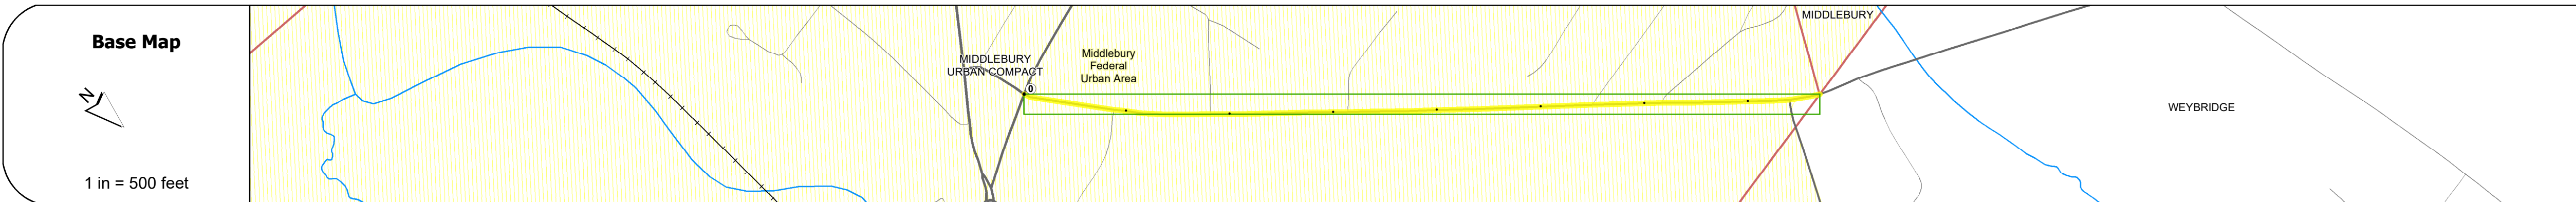 Base Map
N
1 in = 500 feet
MIDDLEBURY
URBAN COMPACT
Middlebury
Federal
Urban Area
0
MIDDLEBURY
WEYBRIDGE